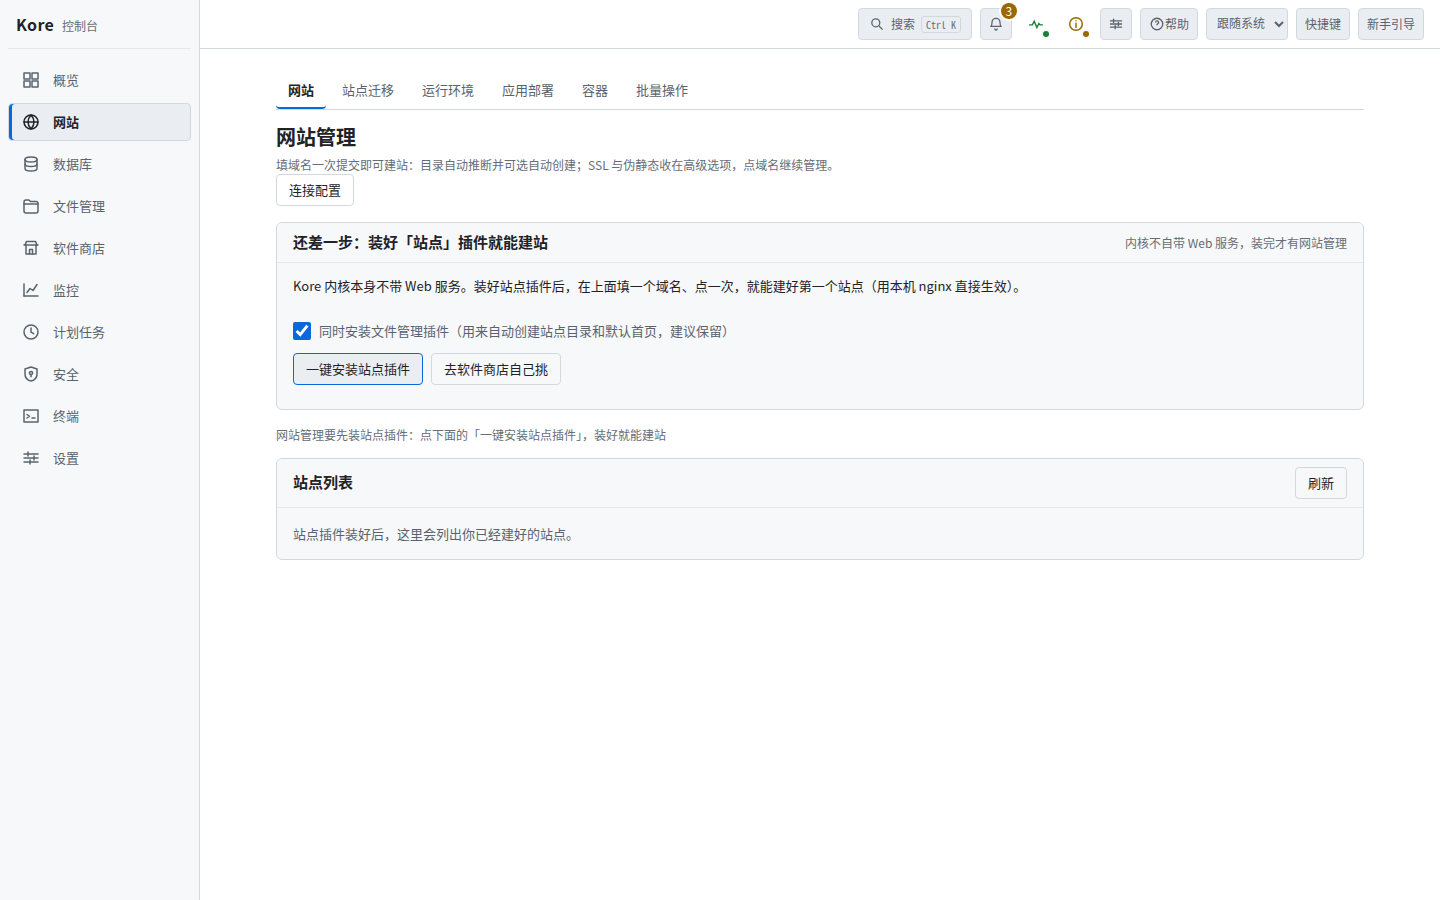 Kore 控制台
搜索 Ctrl K
3
帮助
跟随系统
快捷键
新手引导
概览
网站
数据库
文件管理
软件商店
监控
计划任务
安全
终端
设置
网站 站点迁移 运行环境 应用部署 容器 批量操作
网站管理
填域名一次提交即可建站：目录自动推断并可选自动创建；SSL 与伪静态收在高级选项，点域名继续管理。
连接配置
还差一步：装好「站点」插件就能建站
内核不自带 Web 服务，装完才有网站管理
Kore 内核本身不带 Web 服务。装好站点插件后，在上面填一个域名、点一次，就能建好第一个站点（用本机 nginx 直接生效）。
同时安装文件管理插件（用来自动创建站点目录和默认首页，建议保留）
一键安装站点插件 去软件商店自己挑
网站管理要先装站点插件：点下面的「一键安装站点插件」，装好就能建站
站点列表
刷新
站点插件装好后，这里会列出你已经建好的站点。